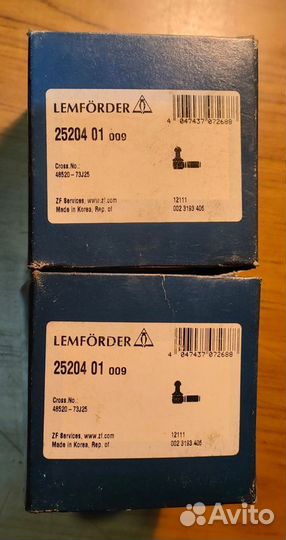 LEMFÖRDER
25204 01 009
4 047437 072688
Cross.No.:
48520-73J25
ZF Services, www.zf.com 12111
Made in Korea, Rep. of 002 3193 406
LEMFÖRDER
25204 01 009
4 047437 072688
Cross.No.:
48520-73J25
ZF Services, www.zf.com 12111
Made in Korea, Rep. of 002 3193 406
Avito